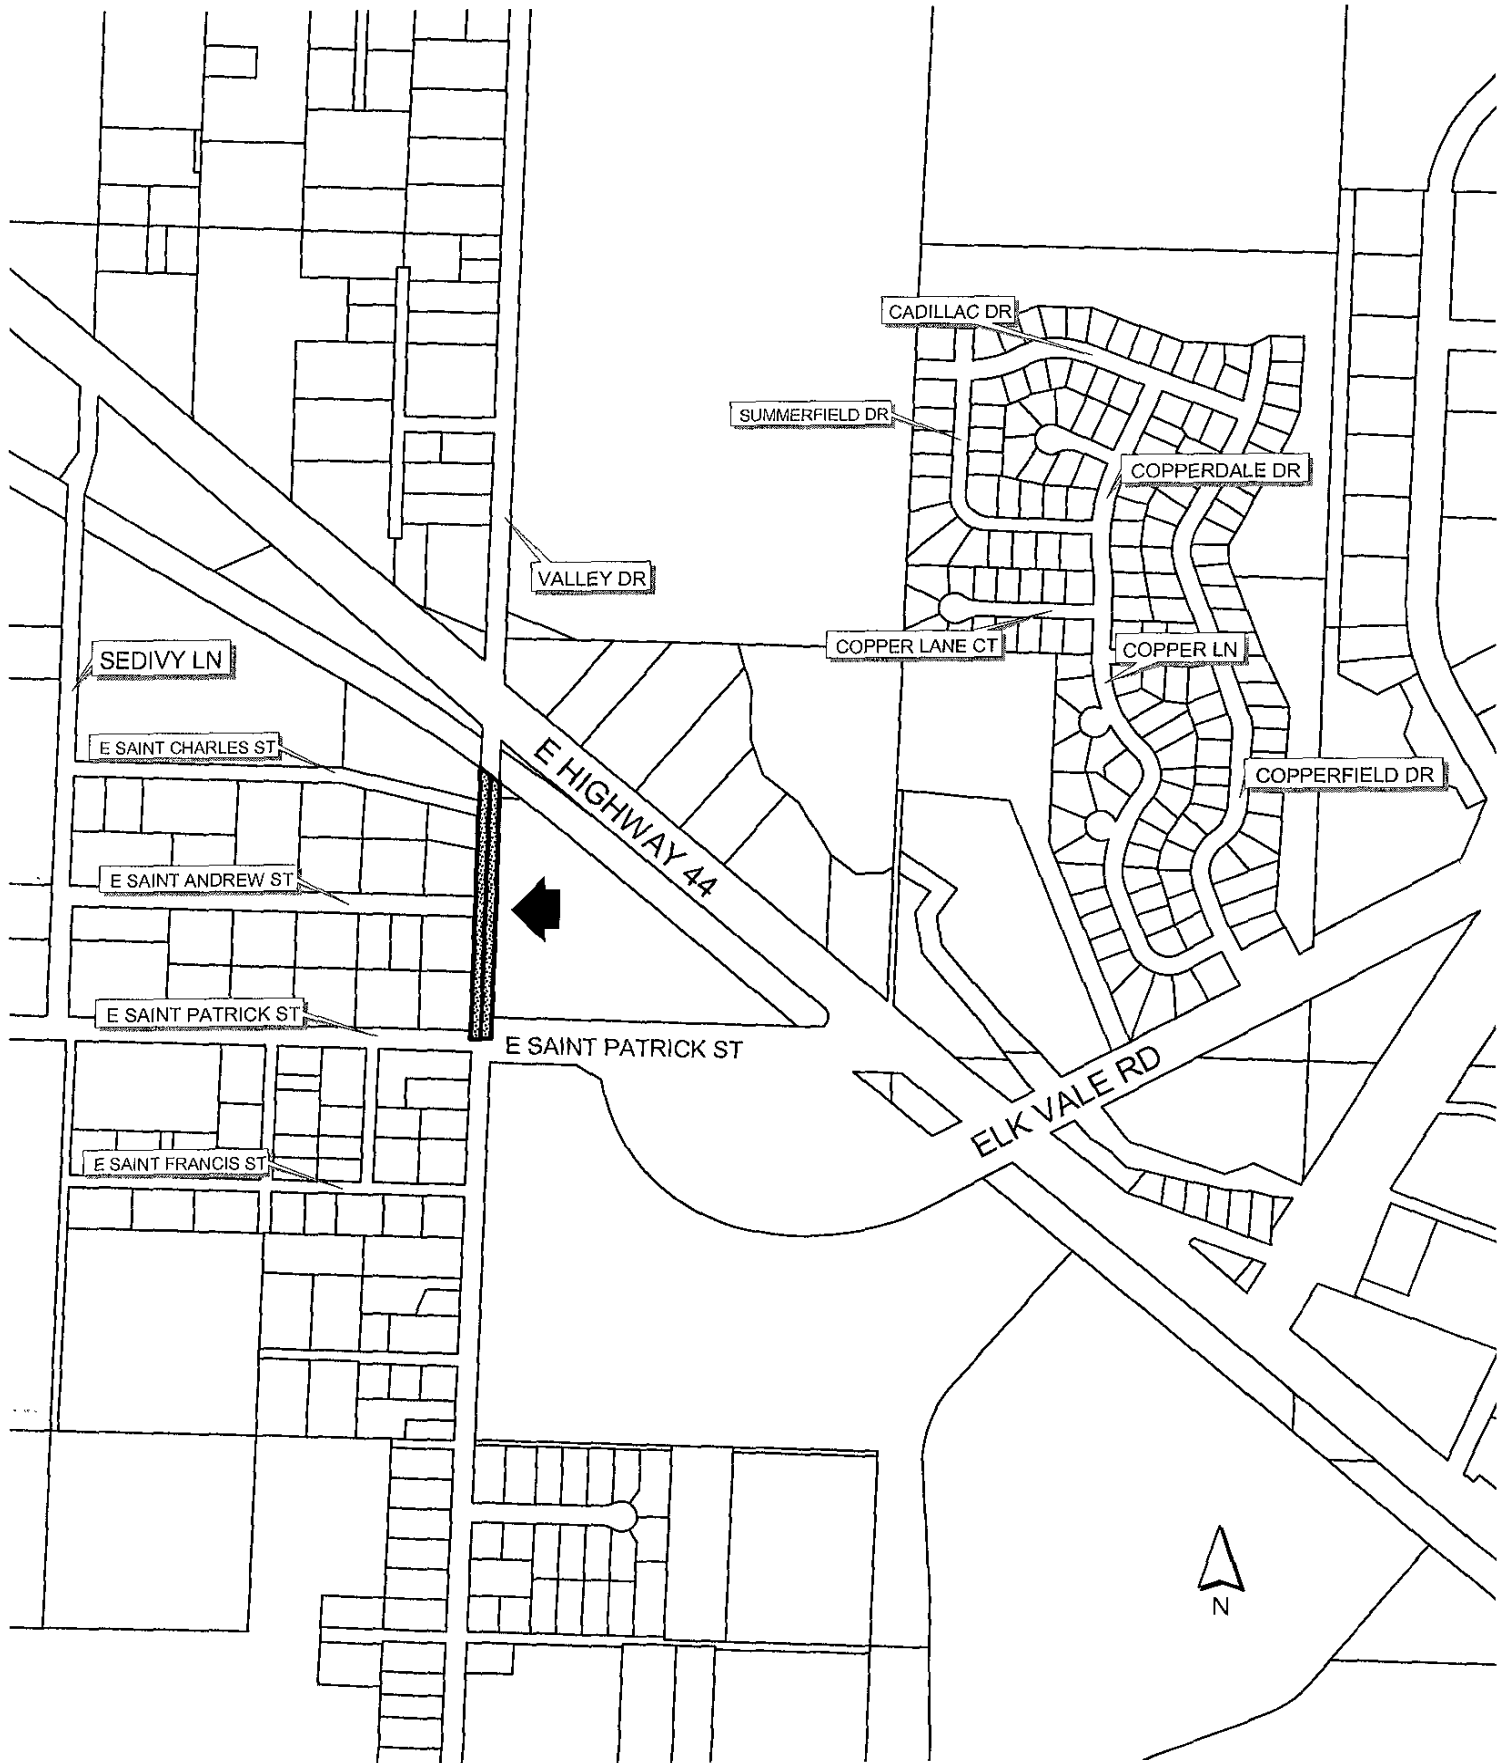 CADILLAC DR
SUMMERFIELD DR
COPPERDALE DR
VALLEY DR
COPPER LANE CT
COPPER LN
SEDIVY LN
E SAINT CHARLES ST
E HIGHWAY 44
COPPERFIELD DR
E SAINT ANDREW ST
E SAINT PATRICK ST
E SAINT PATRICK ST
ELK VALE RD
E SAINT FRANCIS ST
N